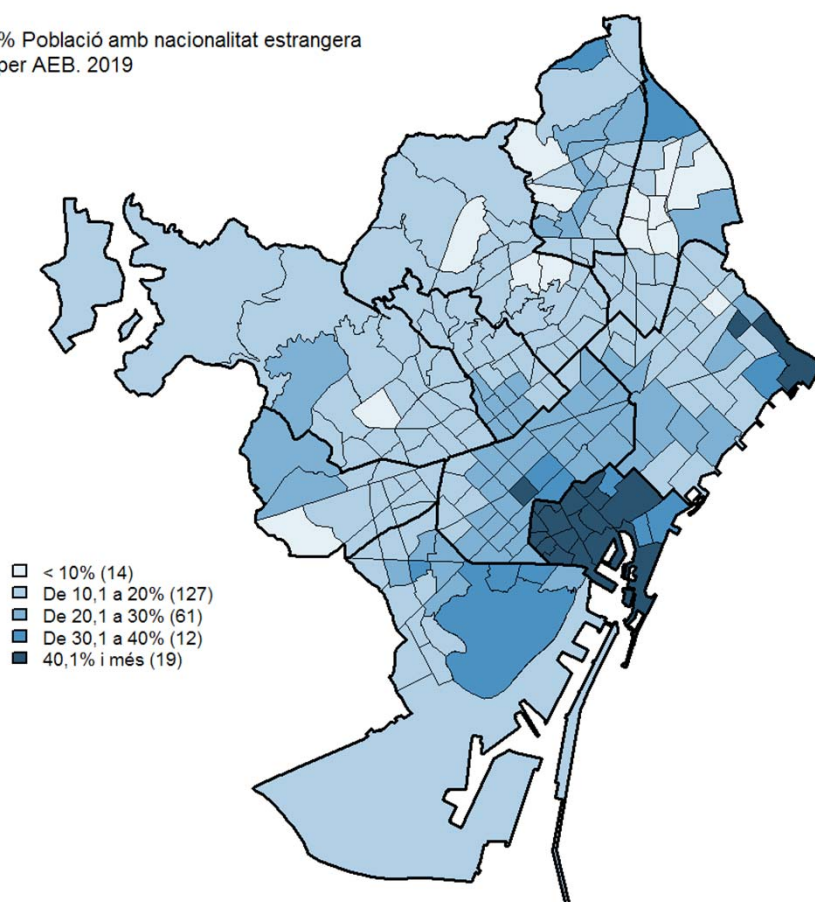 % Població amb nacionalitat estrangera
per AEB. 2019
< 10% (14)
De 10,1 a 20% (127)
De 20,1 a 30% (61)
De 30,1 a 40% (12)
40,1% i més (19)